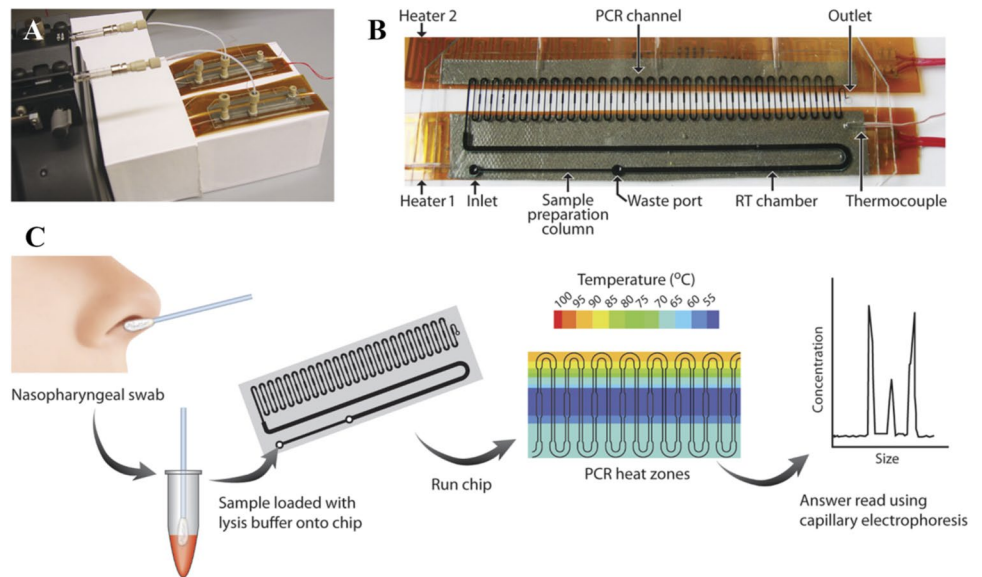 A
B
Heater 2
PCR channel
Outlet
Heater 1
Inlet
Sample
preparation
column
Waste port
RT chamber
Thermocouple
C
Nasopharyngeal swab
Sample loaded with
lysis buffer onto chip
Run chip
Temperature (°C)
100 95 90 85 80 75 70 65 60 55
PCR heat zones
Concentration
Size
Answer read using
capillary electrophoresis